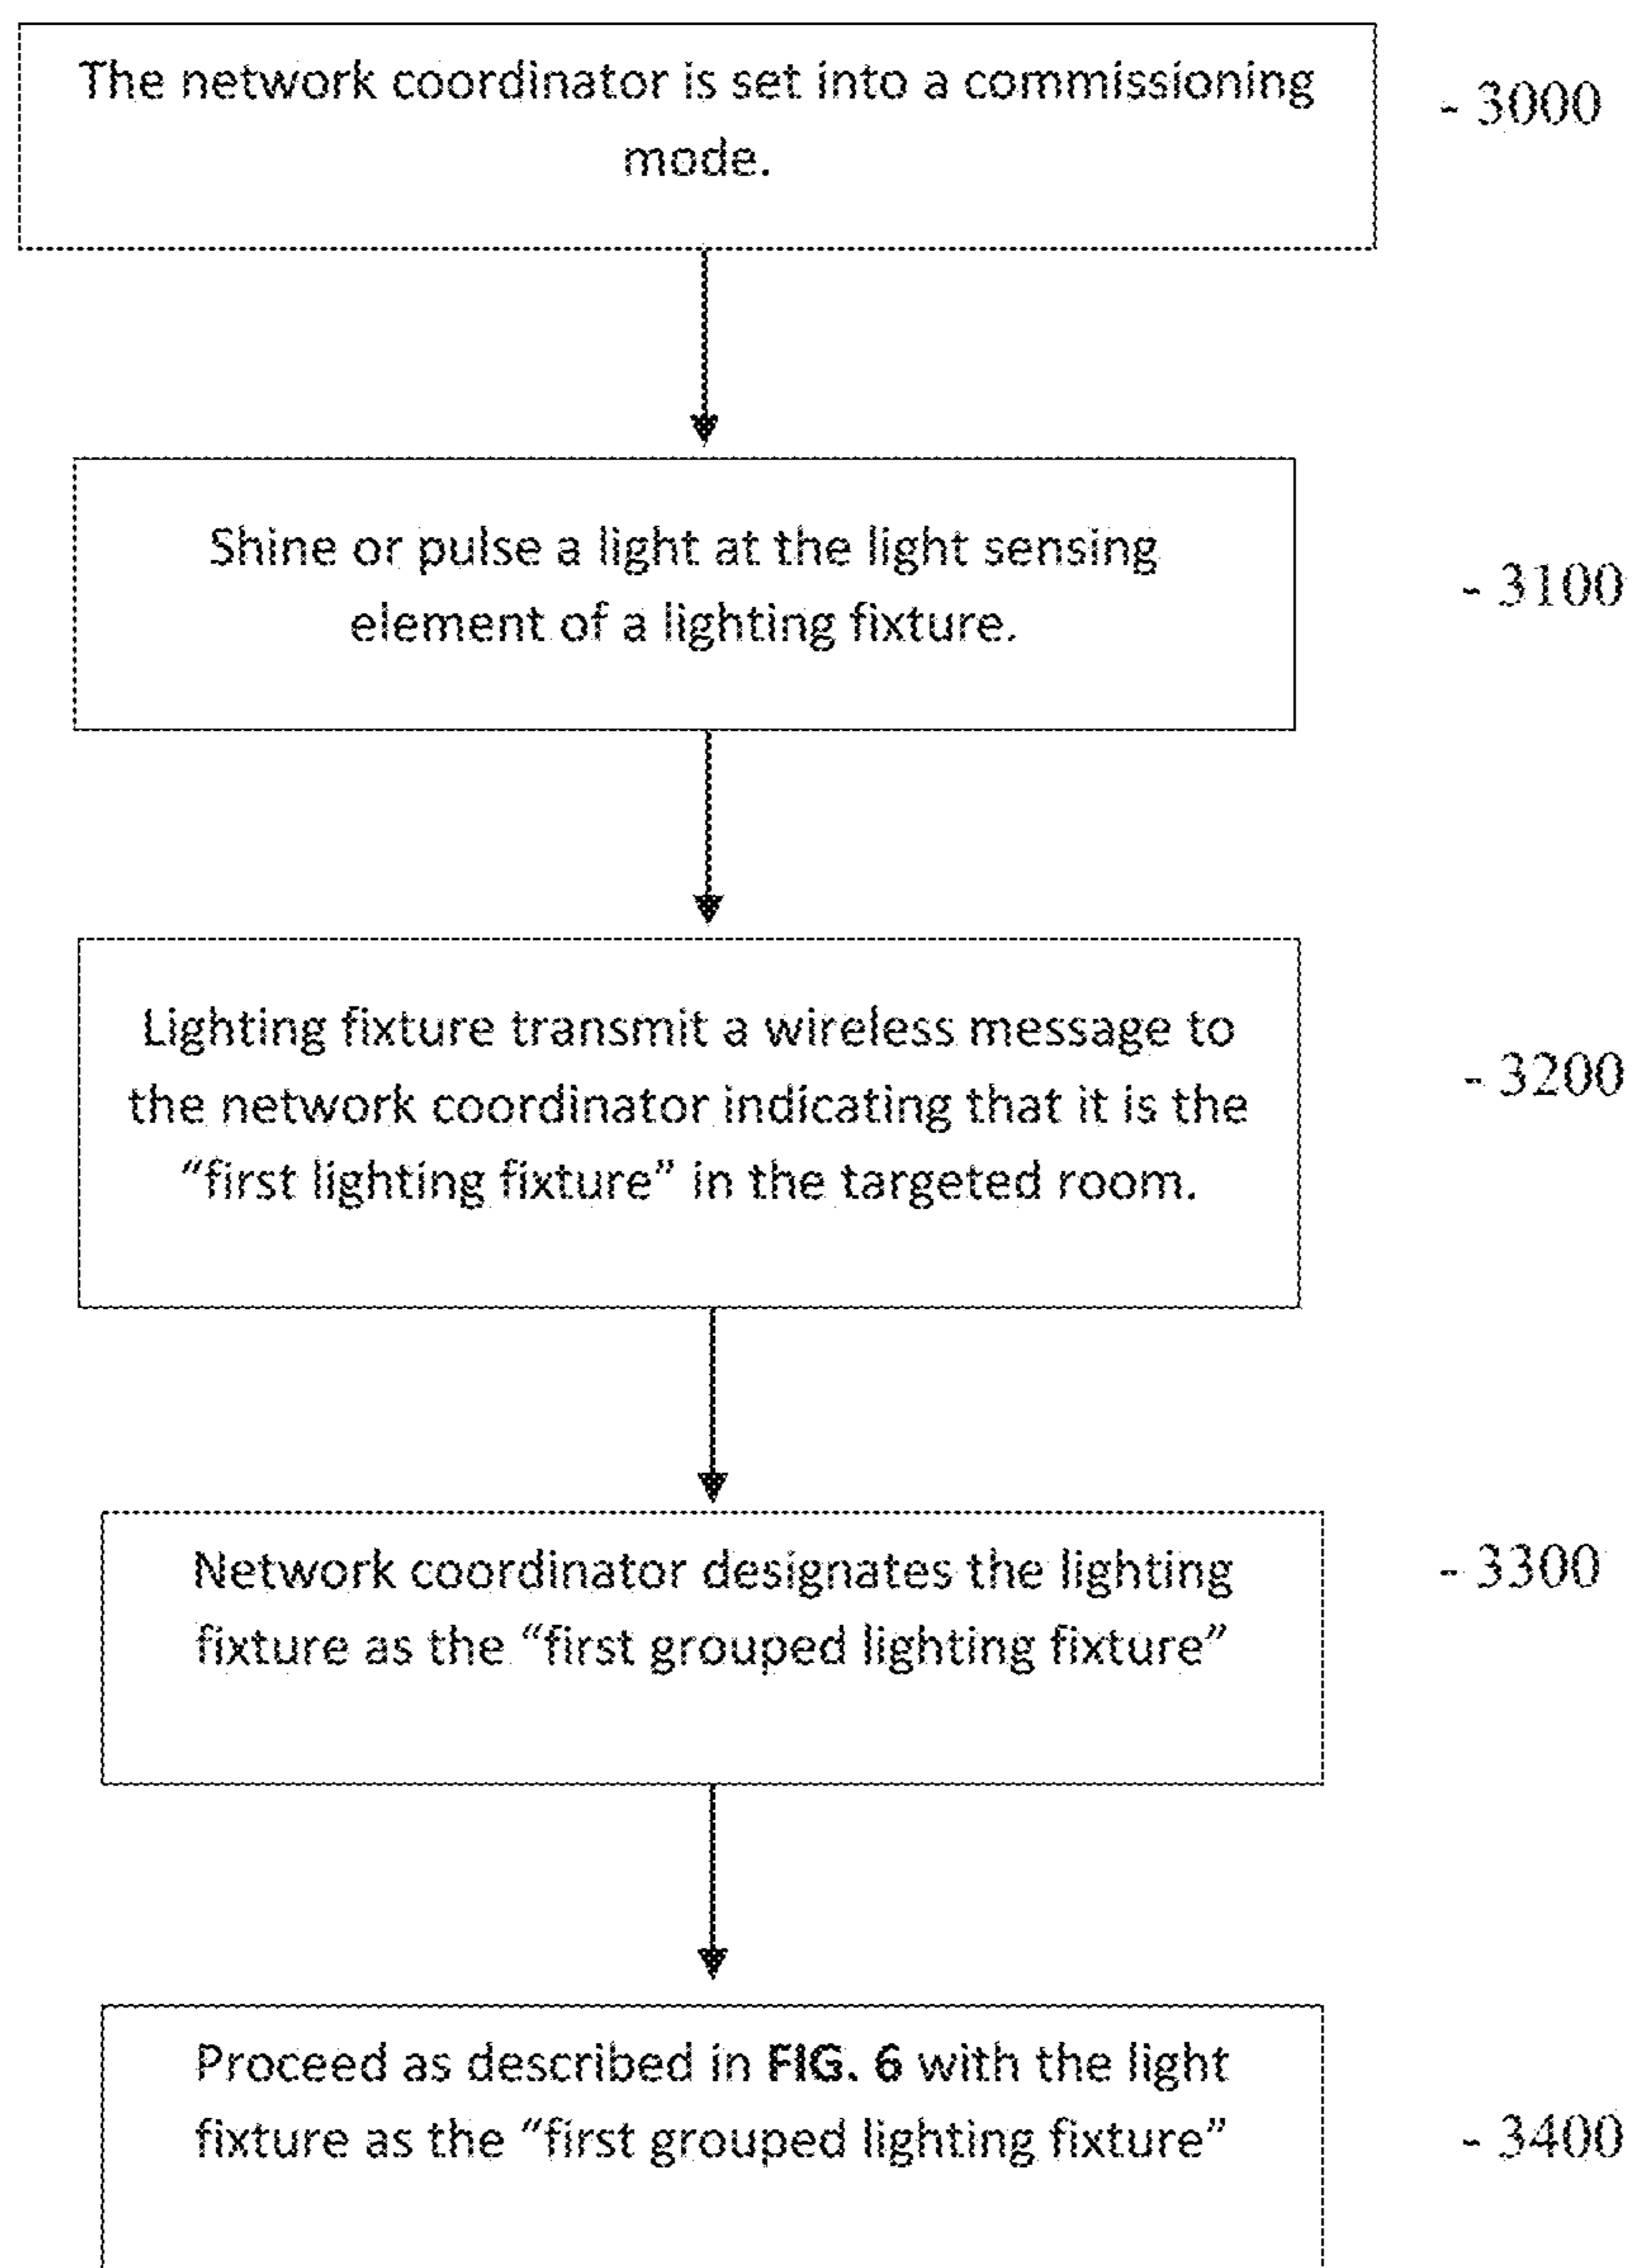 The network coordinator is set into a commissioning
mode.
- 3000
Shine or pulse a light at the light sensing
element of a lighting fixture.
- 3100
Lighting fixture transmit a wireless message to
the network coordinator indicating that it is the
“first lighting fixture” in the targeted room.
- 3200
Network coordinator designates the lighting
fixture as the “first grouped lighting fixture”
- 3300
Proceed as described in FIG. 6 with the light
fixture as the “first grouped lighting fixture”
- 3400